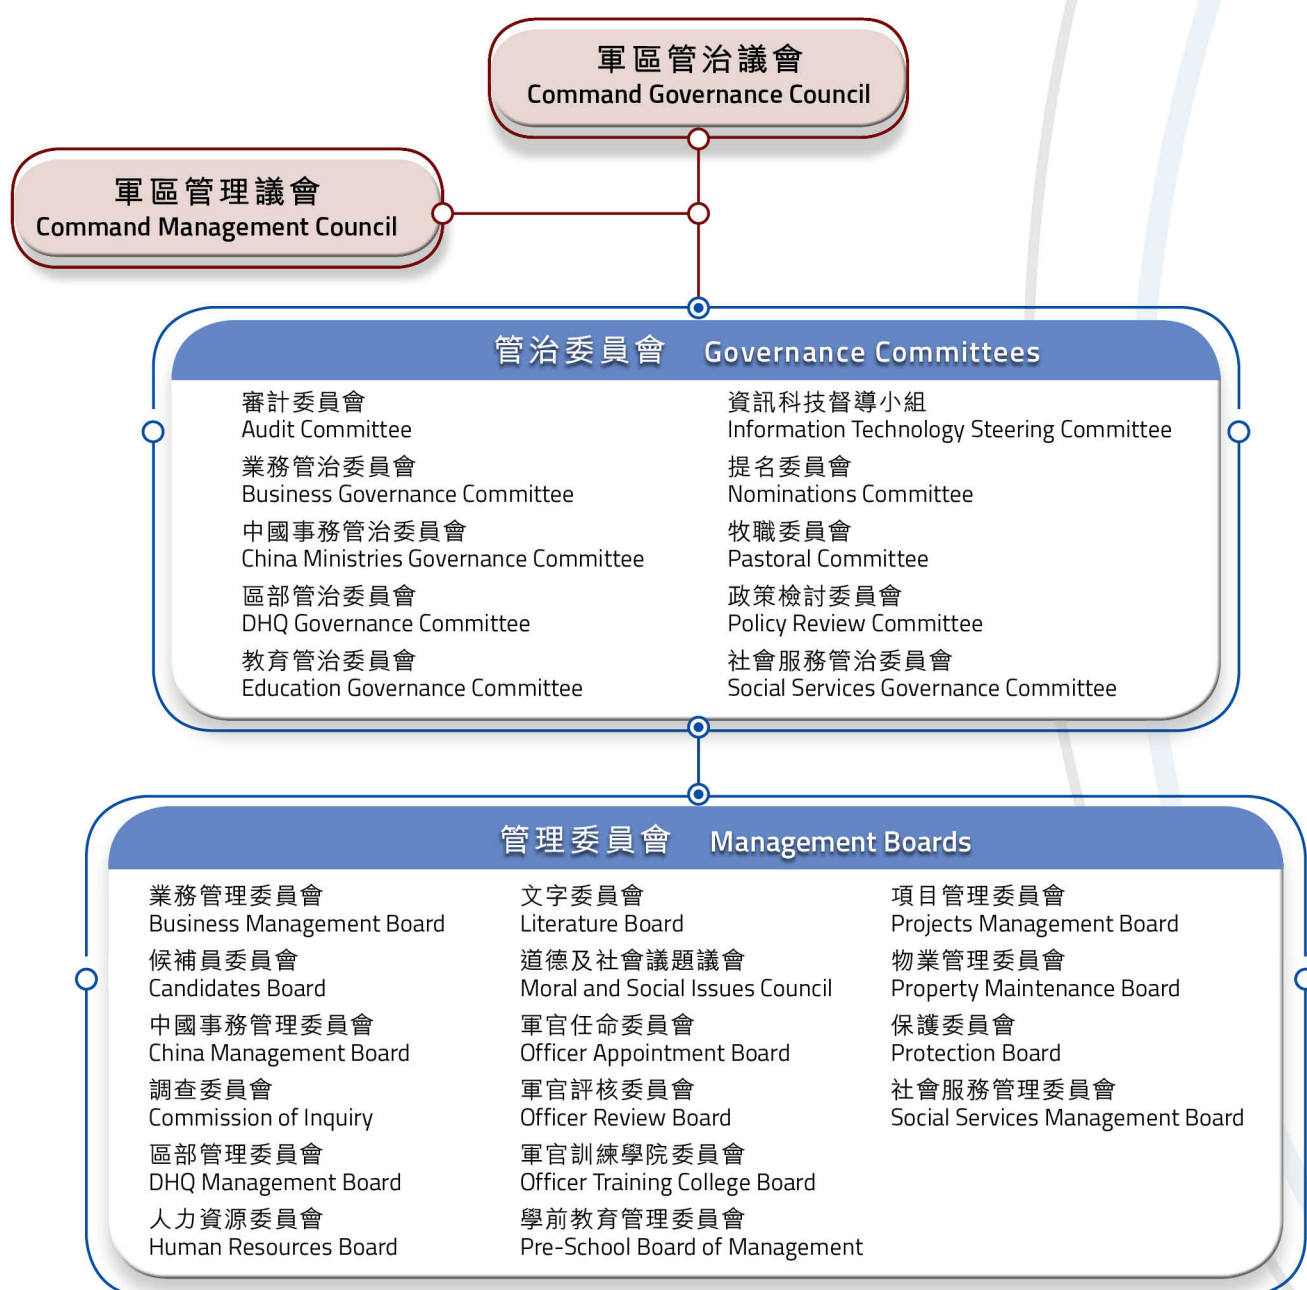 軍區管治議會
Command Governance Council
軍區管理議會
Command Management Council
管治委員會 Governance Committees
審計委員會
Audit Committee
業務管治委員會
Business Governance Committee
中國事務管治委員會
China Ministries Governance Committee
區部管治委員會
DHQ Governance Committee
教育管治委員會
Education Governance Committee
資訊科技督導小組
Information Technology Steering Committee
提名委員會
Nominations Committee
牧職委員會
Pastoral Committee
政策檢討委員會
Policy Review Committee
社會服務管治委員會
Social Services Governance Committee
管理委員會 Management Boards
業務管理委員會
Business Management Board
候補員委員會
Candidates Board
中國事務管理委員會
China Management Board
調查委員會
Commission of Inquiry
區部管理委員會
DHQ Management Board
人力資源委員會
Human Resources Board
文字委員會
Literature Board
道德及社會議題議會
Moral and Social Issues Council
軍官任命委員會
Officer Appointment Board
軍官評核委員會
Officer Review Board
軍官訓練學院委員會
Officer Training College Board
學前教育管理委員會
Pre-School Board of Management
項目管理委員會
Projects Management Board
物業管理委員會
Property Maintenance Board
保護委員會
Protection Board
社會服務管理委員會
Social Services Management Board